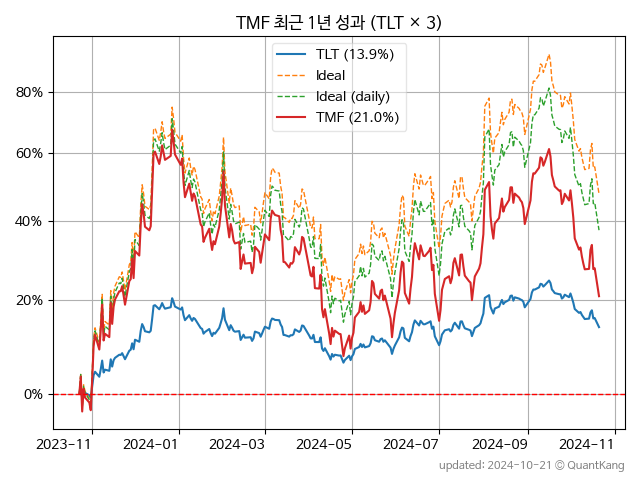 TMF 최근 1년 성과 (TLT × 3)
TLT (13.9%)
Ideal
Ideal (daily)
TMF (21.0%)
80%
60%
40%
20%
0%
2023-11
2024-01
2024-03
2024-05
2024-07
2024-09
2024-11
updated: 2024-10-21 © QuantKang